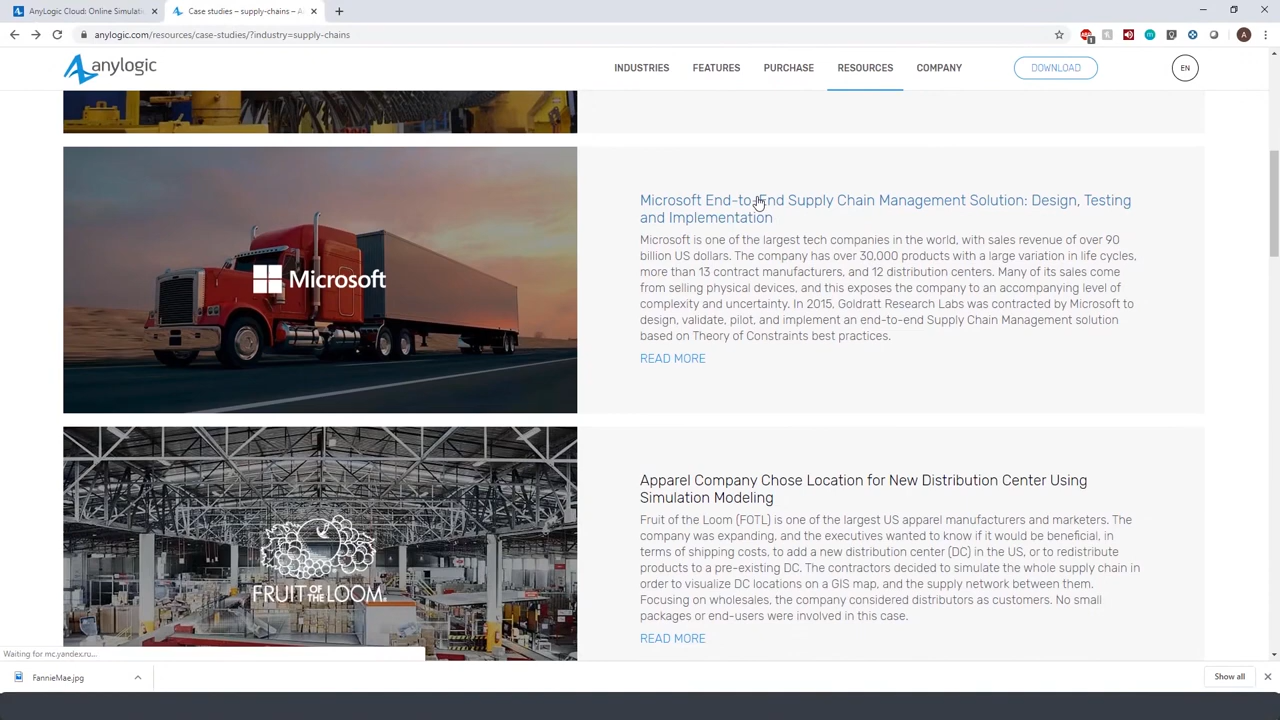 AnyLogic Cloud: Online Simulati
Case studies – supply-chains – A
anylogic.com/resources/case-studies/?industry=supply-chains
1
A
anylogic
INDUSTRIES
FEATURES
PURCHASE
RESOURCES
COMPANY
DOWNLOAD
EN
Microsoft
Microsoft End-to-End Supply Chain Management Solution: Design, Testing
and Implementation
Microsoft is one of the largest tech companies in the world, with sales revenue of over 90
billion US dollars. The company has over 30,000 products with a large variation in life cycles,
more than 13 contract manufacturers, and 12 distribution centers. Many of its sales come
from selling physical devices, and this exposes the company to an accompanying level of
complexity and uncertainty. In 2015, Goldratt Research Labs was contracted by Microsoft to
design, validate, pilot, and implement an end-to-end Supply Chain Management solution
based on Theory of Constraints best practices.
READ MORE
FRUIT OF THE LOOM
Apparel Company Chose Location for New Distribution Center Using
Simulation Modeling
Fruit of the Loom (FOTL) is one of the largest US apparel manufacturers and marketers. The
company was expanding, and the executives wanted to know if it would be beneficial, in
terms of shipping costs, to add a new distribution center (DC) in the US, or to redistribute
products to a pre-existing DC. The contractors decided to simulate the whole supply chain in
order to visualize DC locations on a GIS map, and the supply network between them.
Focusing on wholesales, the company considered distributors as customers. No small
packages or end-users were involved in this case.
READ MORE
Waiting for mc.yandex.ru...
FannieMae.jpg
Show all